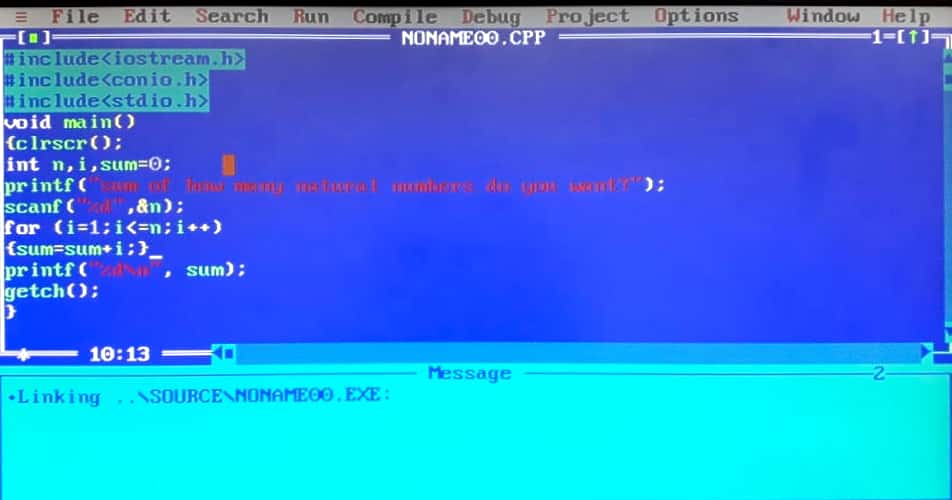 ≡ File Edit Search Run Compile Debug Project Options Window Help
[■] NONAME00.CPP 1=[↑]
#include<iostream.h>
#include<conio.h>
#include<stdio.h>
void main()
{clrscr();
int n,i,sum=0;
printf("sum of how many natural numbers do you want?");
scanf("%d",&n);
for (i=1;i<=n;i++)
{sum=sum+i;}
printf("%d\n", sum);
getch();
}
10:13
Message 2
•Linking ..\SOURCE\NONAME00.EXE: